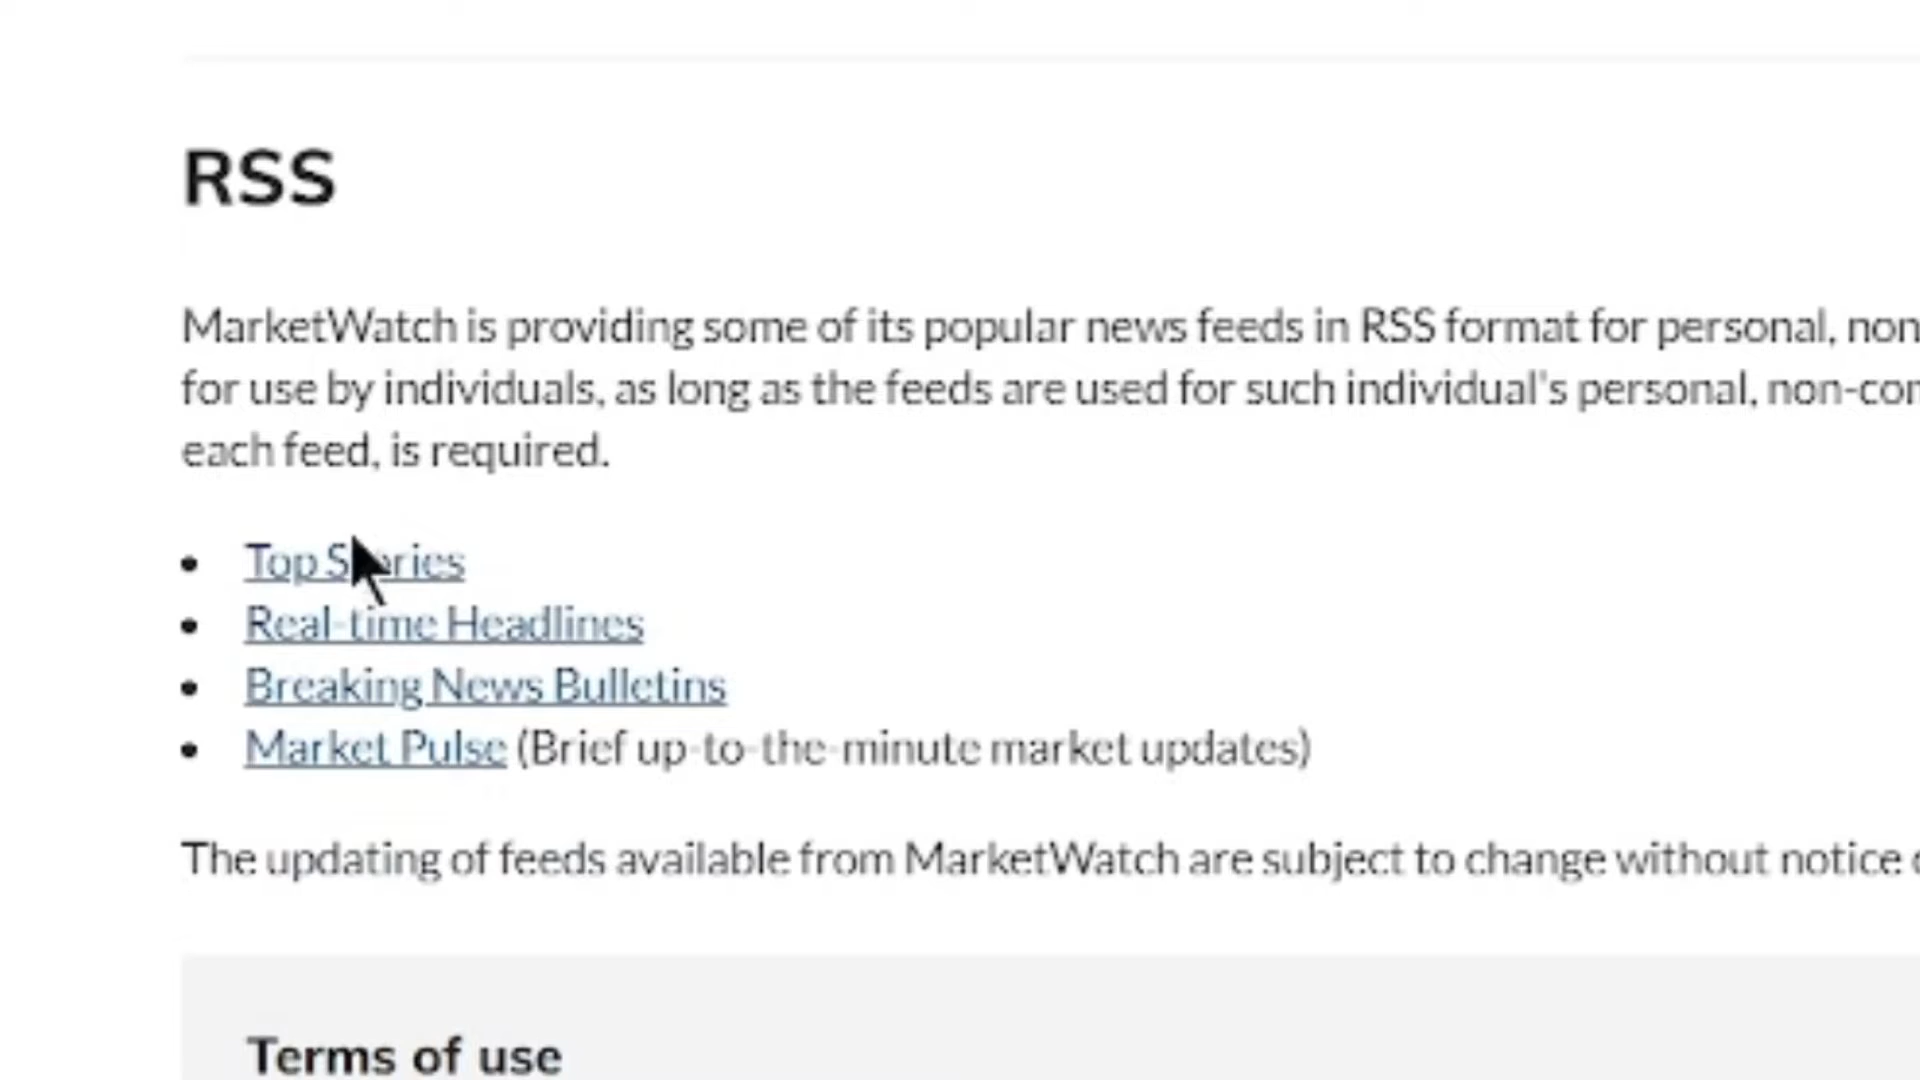 RSS
MarketWatch is providing some of its popular news feeds in RSS format for personal, non
for use by individuals, as long as the feeds are used for such individual's personal, non-com
each feed, is required.
Top Stories
Real-time Headlines
Breaking News Bulletins
Market Pulse (Brief up-to-the-minute market updates)
The updating of feeds available from MarketWatch are subject to change without notice
Terms of use